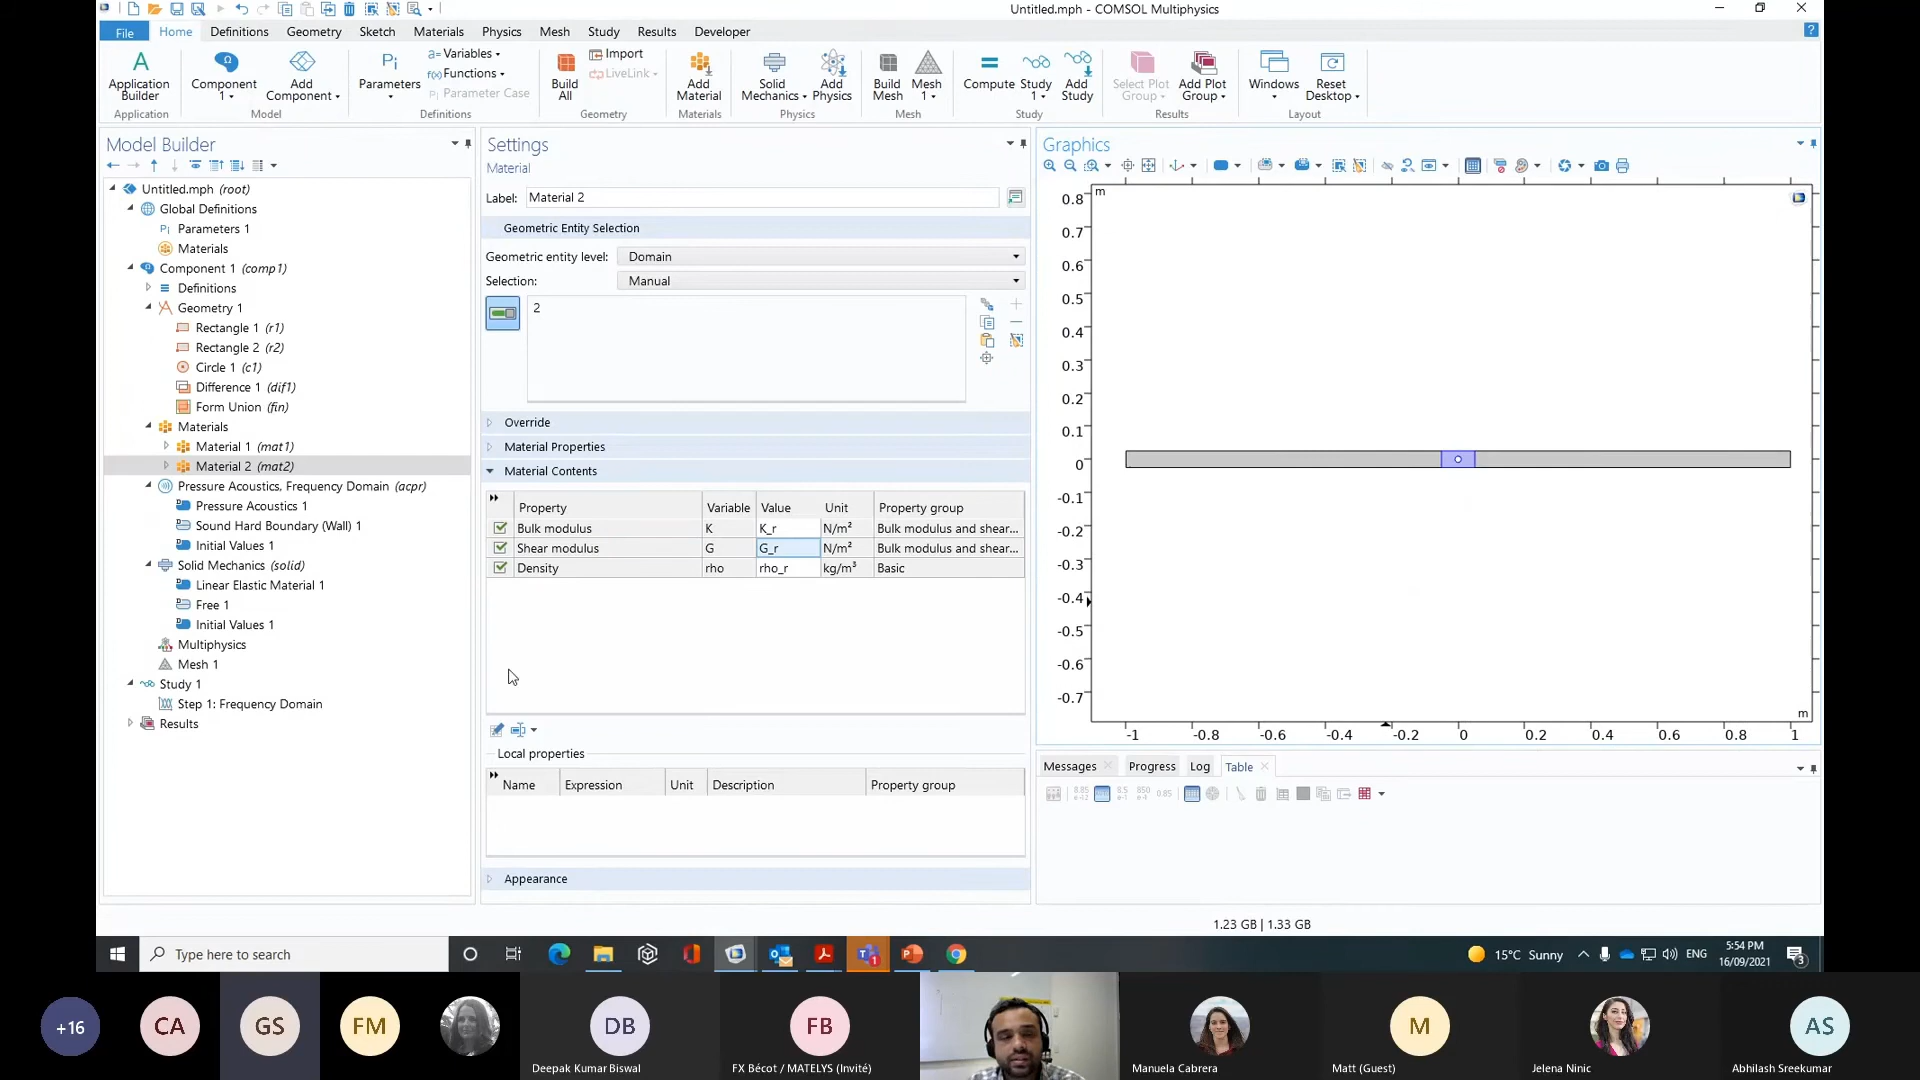 Untitled.mph - COMSOL Multiphysics
File Home Definitions Geometry Sketch Materials Physics Mesh Study Results Developer
Application Builder
Component 1
Add Component
Parameters
a= Variables
f(x) Functions
Pi Parameter Case
Build All
Import
LiveLink
Add Material
Solid Mechanics
Add Physics
Build Mesh
Mesh 1
Compute
Study 1
Add Study
Select Plot Group
Add Plot Group
Windows
Reset Desktop
Application Model Definitions Geometry Materials Physics Mesh Study Results Layout
Model Builder
Untitled.mph (root)
Global Definitions
Pi Parameters 1
Materials
Component 1 (comp1)
Definitions
Geometry 1
Rectangle 1 (r1)
Rectangle 2 (r2)
Circle 1 (c1)
Difference 1 (dif1)
Form Union (fin)
Materials
Material 1 (mat1)
Material 2 (mat2)
Pressure Acoustics, Frequency Domain (acpr)
Pressure Acoustics 1
Sound Hard Boundary (Wall) 1
Initial Values 1
Solid Mechanics (solid)
Linear Elastic Material 1
Free 1
Initial Values 1
Multiphysics
Mesh 1
Study 1
Step 1: Frequency Domain
Results
Settings
Material
Label: Material 2
Geometric Entity Selection
Geometric entity level: Domain
Selection: Manual
2
Override
Material Properties
Material Contents
Property Variable Value Unit Property group
Bulk modulus K K_r N/m² Bulk modulus and shear...
Shear modulus G G_r N/m² Bulk modulus and shear...
Density rho rho_r kg/m³ Basic
Local properties
Name Expression Unit Description Property group
Appearance
Graphics
m
0.8
0.7
0.6
0.5
0.4
0.3
0.2
0.1
0
-0.1
-0.2
-0.3
-0.4
-0.5
-0.6
-0.7
m
-1 -0.8 -0.6 -0.4 -0.2 0 0.2 0.4 0.6 0.8 1
Messages Progress Log Table
8.85 e-12 8.5 e-1 850 e-4 0.85
1.23 GB | 1.33 GB
Type here to search
15°C Sunny
ENG
5:54 PM
16/09/2021
3
+16
CA
GS
FM
DB
Deepak Kumar Biswal
FB
FX Bécot / MATELYS (Invité)
Manuela Cabrera
M
Matt (Guest)
Jelena Ninic
AS
Abhilash Sreekumar